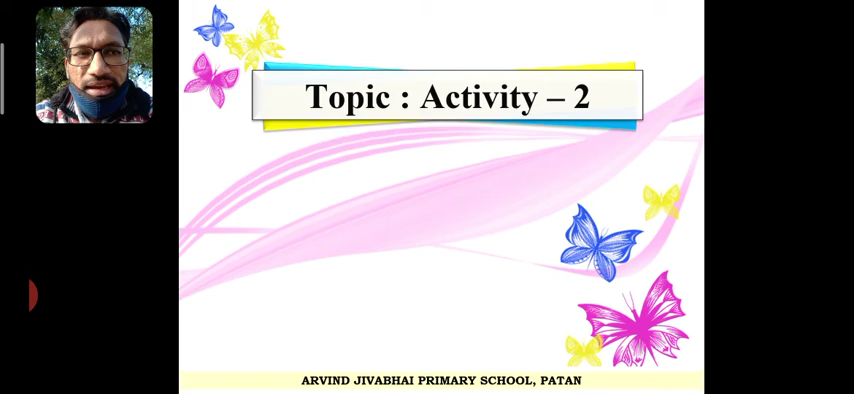 Topic : Activity – 2
ARVIND JIVABHAI PRIMARY SCHOOL, PATAN